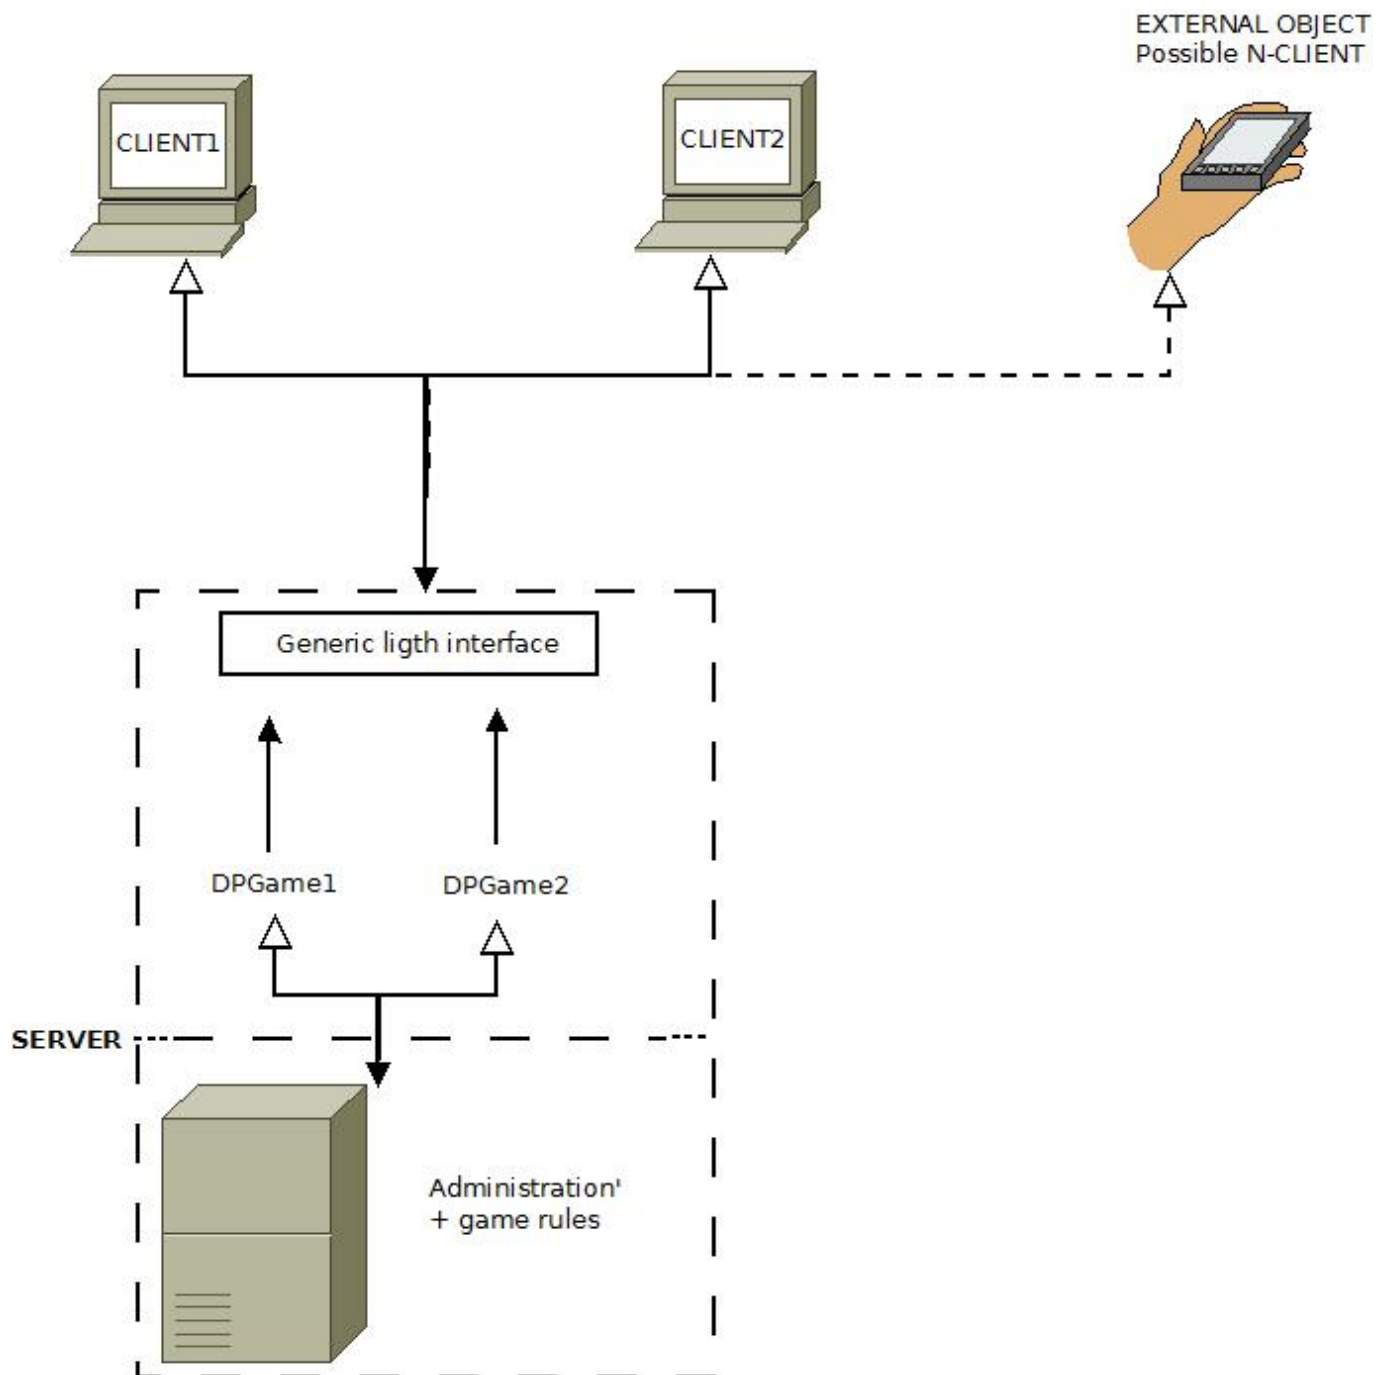 EXTERNAL OBJECT
Possible N-CLIENT
CLIENT1
CLIENT2
Generic ligth interface
DPGame1
DPGame2
SERVER
Administration'
+ game rules